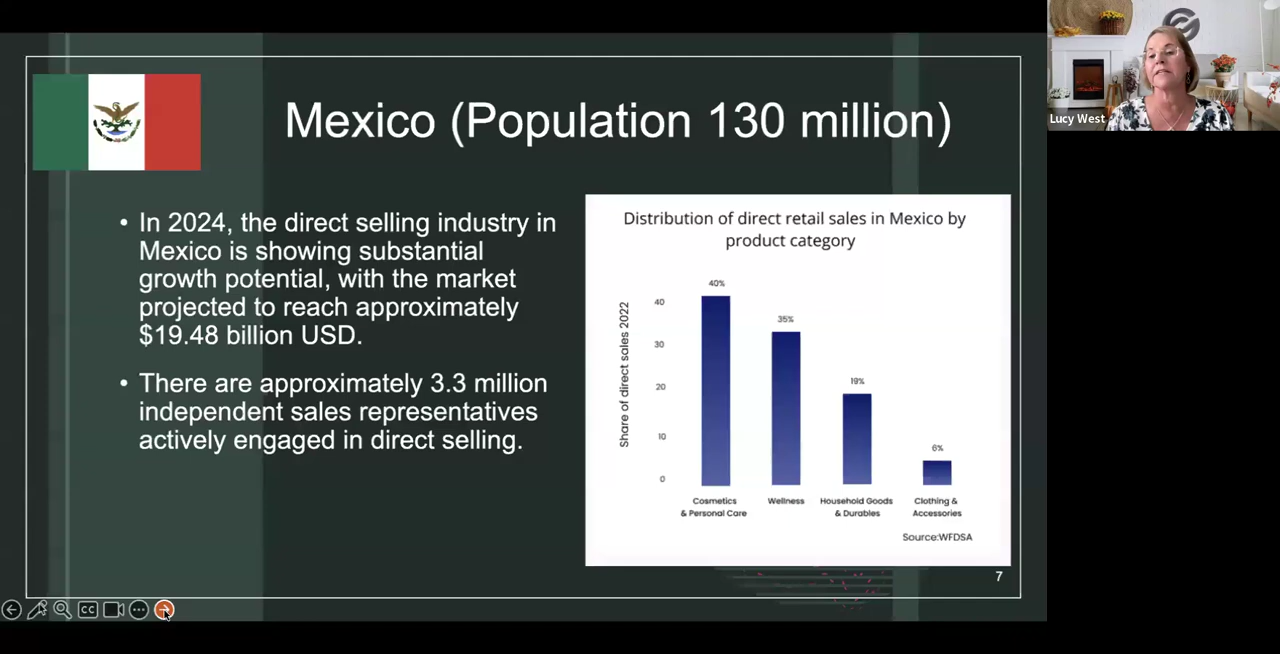 Mexico (Population 130 million)
• In 2024, the direct selling industry in
Mexico is showing substantial
growth potential, with the market
projected to reach approximately
$19.48 billion USD.
• There are approximately 3.3 million
independent sales representatives
actively engaged in direct selling.
Distribution of direct retail sales in Mexico by
product category
Share of direct sales 2022
40
30
20
10
0
40%
35%
19%
6%
Cosmetics
& Personal Care
Wellness
Household Goods
& Durables
Clothing &
Accessories
Source:WFDSA
7
CC
Lucy West